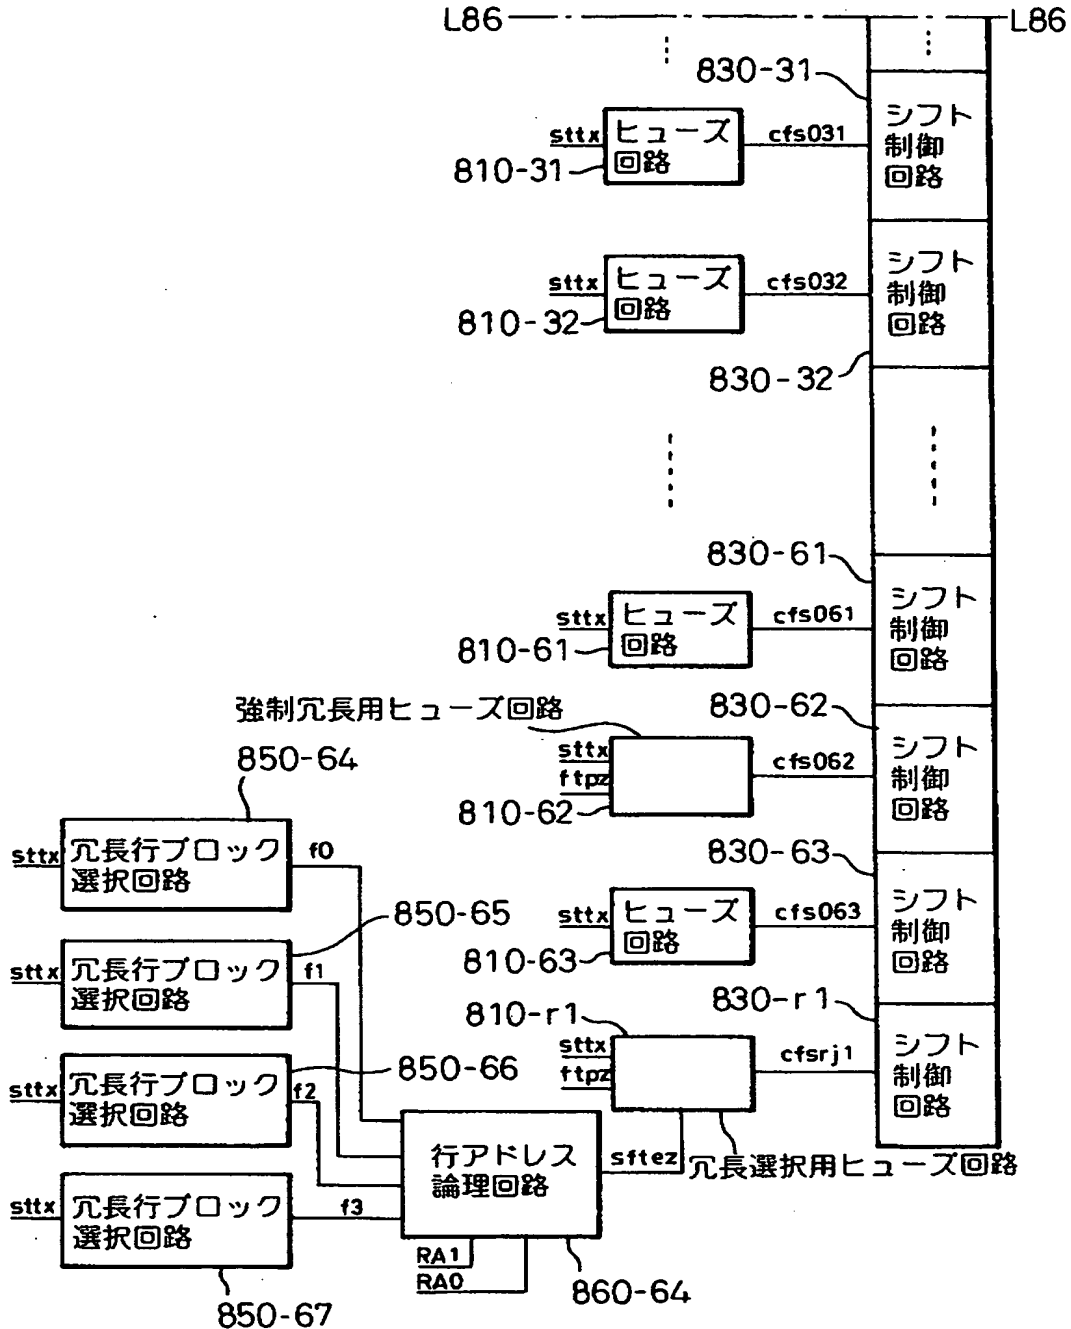 L86
L86
830-31
シフト
制御
回路
sttx
ヒューズ
回路
cfs031
810-31
シフト
制御
回路
sttx
ヒューズ
回路
cfs032
810-32
830-32
830-61
シフト
制御
回路
sttx
ヒューズ
回路
cfs061
810-61
強制冗長用ヒューズ回路
830-62
シフト
制御
回路
sttx
ftpz
cfs062
810-62
850-64
sttx
冗長行ブロック
選択回路
f0
830-63
シフト
制御
回路
sttx
ヒューズ
回路
cfs063
810-63
850-65
sttx
冗長行ブロック
選択回路
f1
810-r1
830-r1
シフト
制御
回路
sttx
ftpz
cfsrj1
850-66
sttx
冗長行ブロック
選択回路
f2
行アドレス
論理回路
sftez
冗長選択用ヒューズ回路
sttx
冗長行ブロック
選択回路
f3
RA1
RA0
860-64
850-67